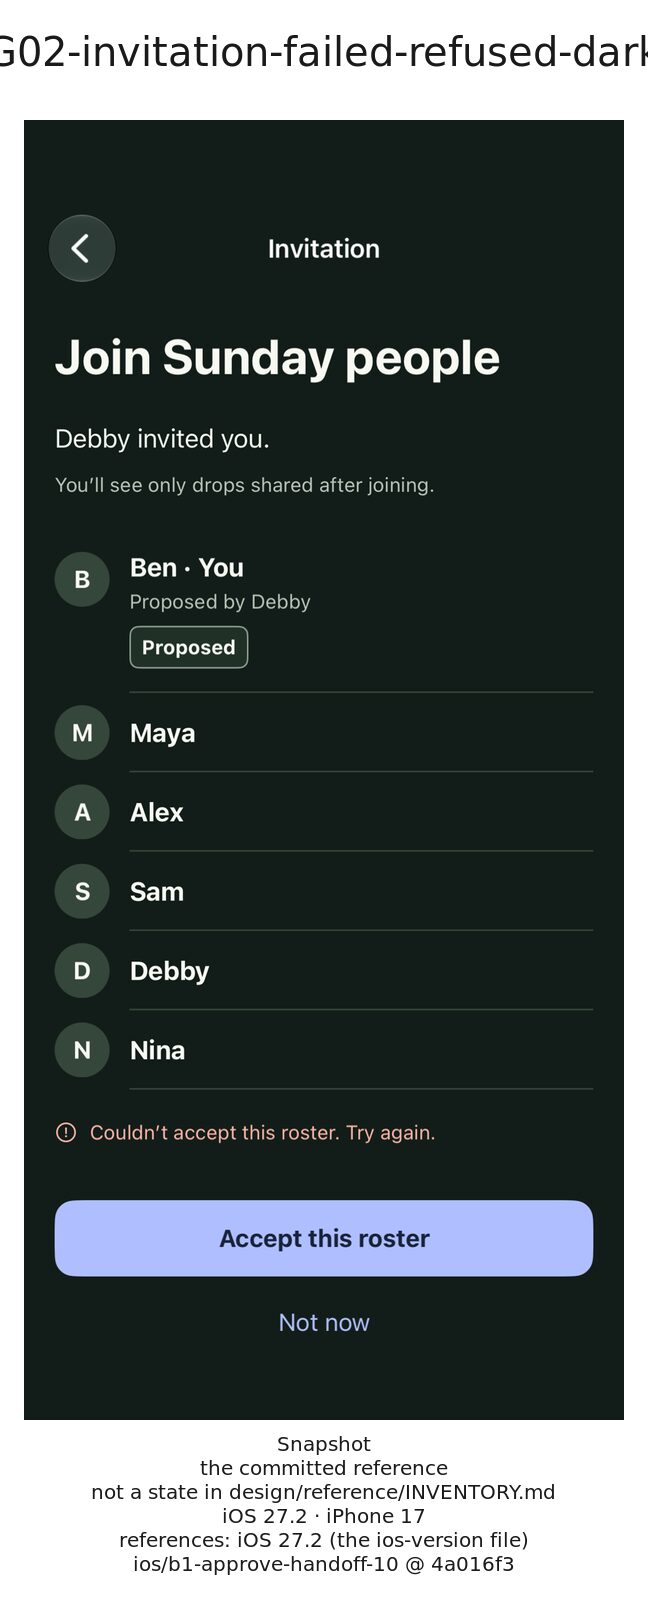 G02-invitation-failed-refused-dark
Invitation
Join Sunday people
Debby invited you.
You’ll see only drops shared after joining.
B
Ben · You
Proposed by Debby
Proposed
M
Maya
A
Alex
S
Sam
D
Debby
N
Nina
Couldn’t accept this roster. Try again.
Accept this roster
Not now
Snapshot
the committed reference
not a state in design/reference/INVENTORY.md
iOS 27.2 · iPhone 17
references: iOS 27.2 (the ios-version file)
ios/b1-approve-handoff-10 @ 4a016f3